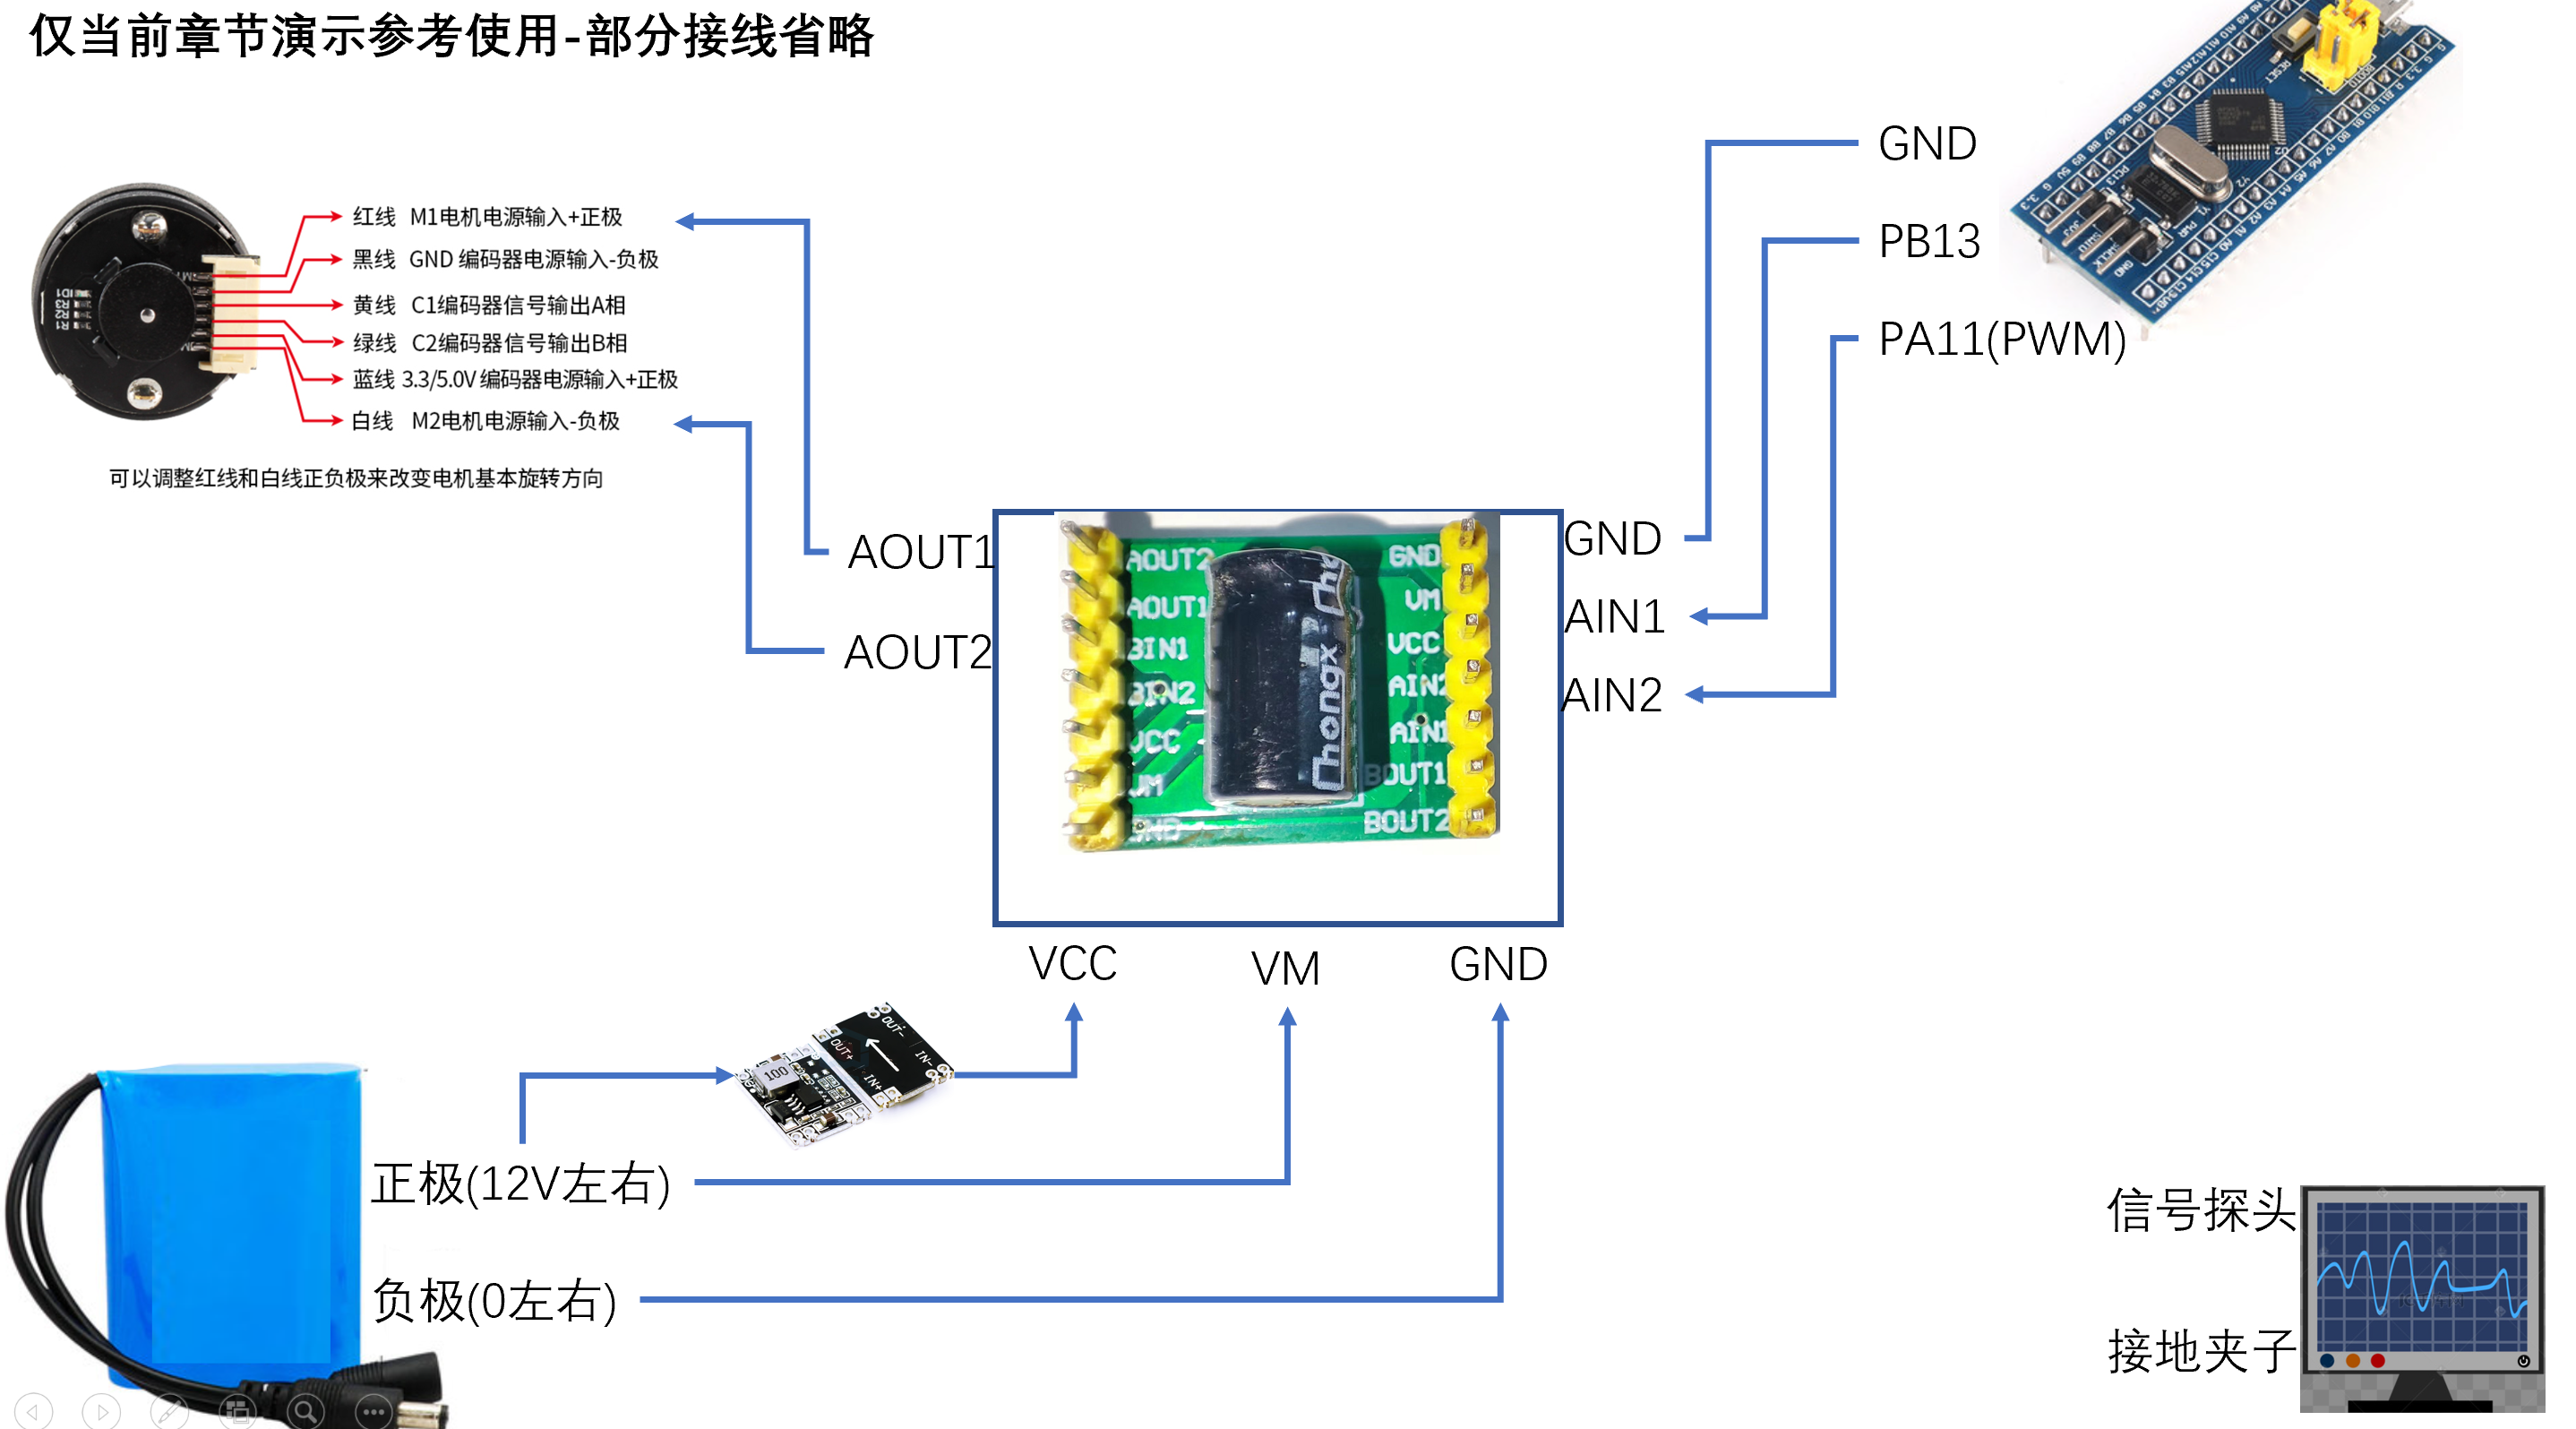 仅当前章节演示参考使用-部分接线省略
红线 M1电机电源输入+正极
黑线 GND 编码器电源输入-负极
黄线 C1编码器信号输出A相
绿线 C2编码器信号输出B相
蓝线 3.3/5.0V 编码器电源输入+正极
白线 M2电机电源输入-负极
可以调整红线和白线正负极来改变电机基本旋转方向
GND
PB13
PA11(PWM)
AOUT1
AOUT2
GND
AIN1
AIN2
AOUT2
AOUT1
BIN1
BIN2
VCC
VM
GND
GND
VM
VCC
AIN2
AIN1
BOUT1
BOUT2
VCC
VM
GND
OUT-
OUT+
IN-
IN+
100
正极(12V左右)
负极(0左右)
信号探头
接地夹子